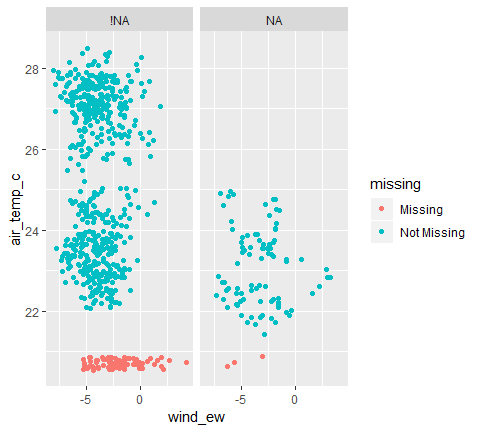 !NA
NA
28
26
24
22
air_temp_c
-5
0
-5
0
wind_ew
missing
Missing
Not Missing